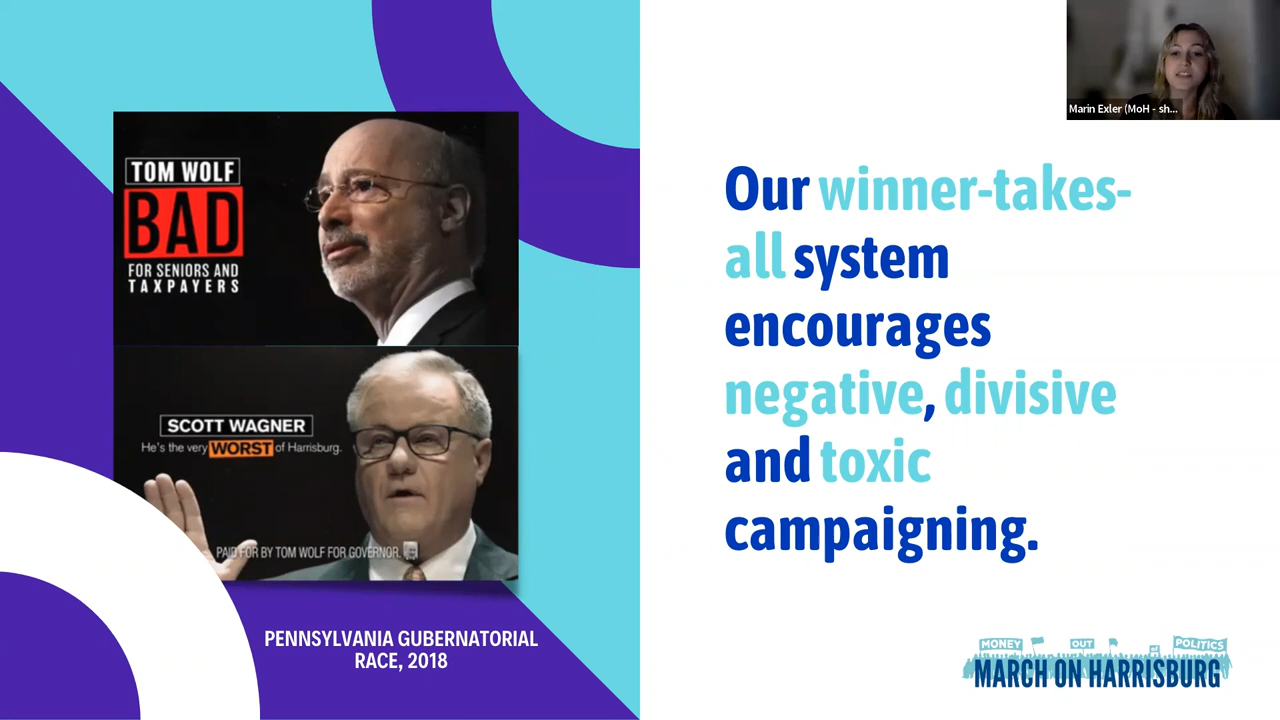 TOM WOLF
BAD
FOR SENIORS AND
TAXPAYERS
SCOTT WAGNER
He's the very WORST of Harrisburg.
PAID FOR BY TOM WOLF FOR GOVERNOR.
PENNSYLVANIA GUBERNATORIAL
RACE, 2018
Marin Exler (MoH - sh...
Our winner-takes-
all system
encourages
negative, divisive
and toxic
campaigning.
MONEY OUT POLITICS
MARCH ON HARRISBURG